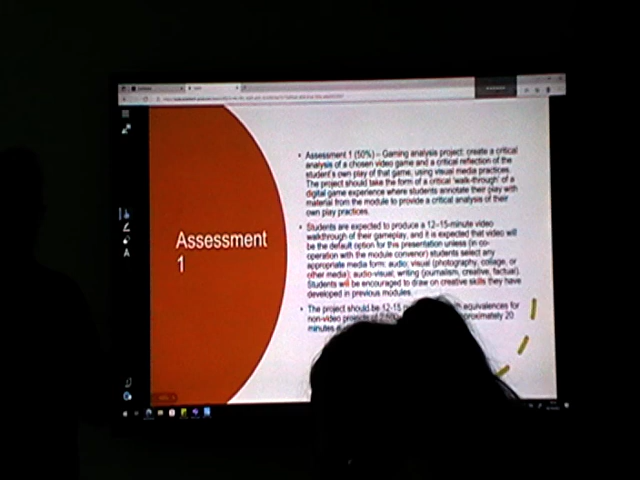 Assessment
1
• Assessment 1 (50%) – Gaming analysis project: create a critical
analysis of a chosen video game and a critical reflection of the
student's own play of that game, using visual media practices.
The project should take the form of a critical 'walk-through' of a
digital game experience where students annotate their play with
material from the module to provide a critical analysis of their
own play practices.
• Students are expected to produce a 12–15-minute video
walkthrough of their gameplay, and it is expected that video will
be the default option for this presentation unless (in co-
operation with the module convenor) students select any
appropriate media form: audio; visual (photography, collage, or
other media); audio-visual; writing (journalism, creative, factual).
Students will be encouraged to draw on creative skills they have
developed in previous modules.
• The project should be 12-15 equivalences for
non-video projects of 20
minutes